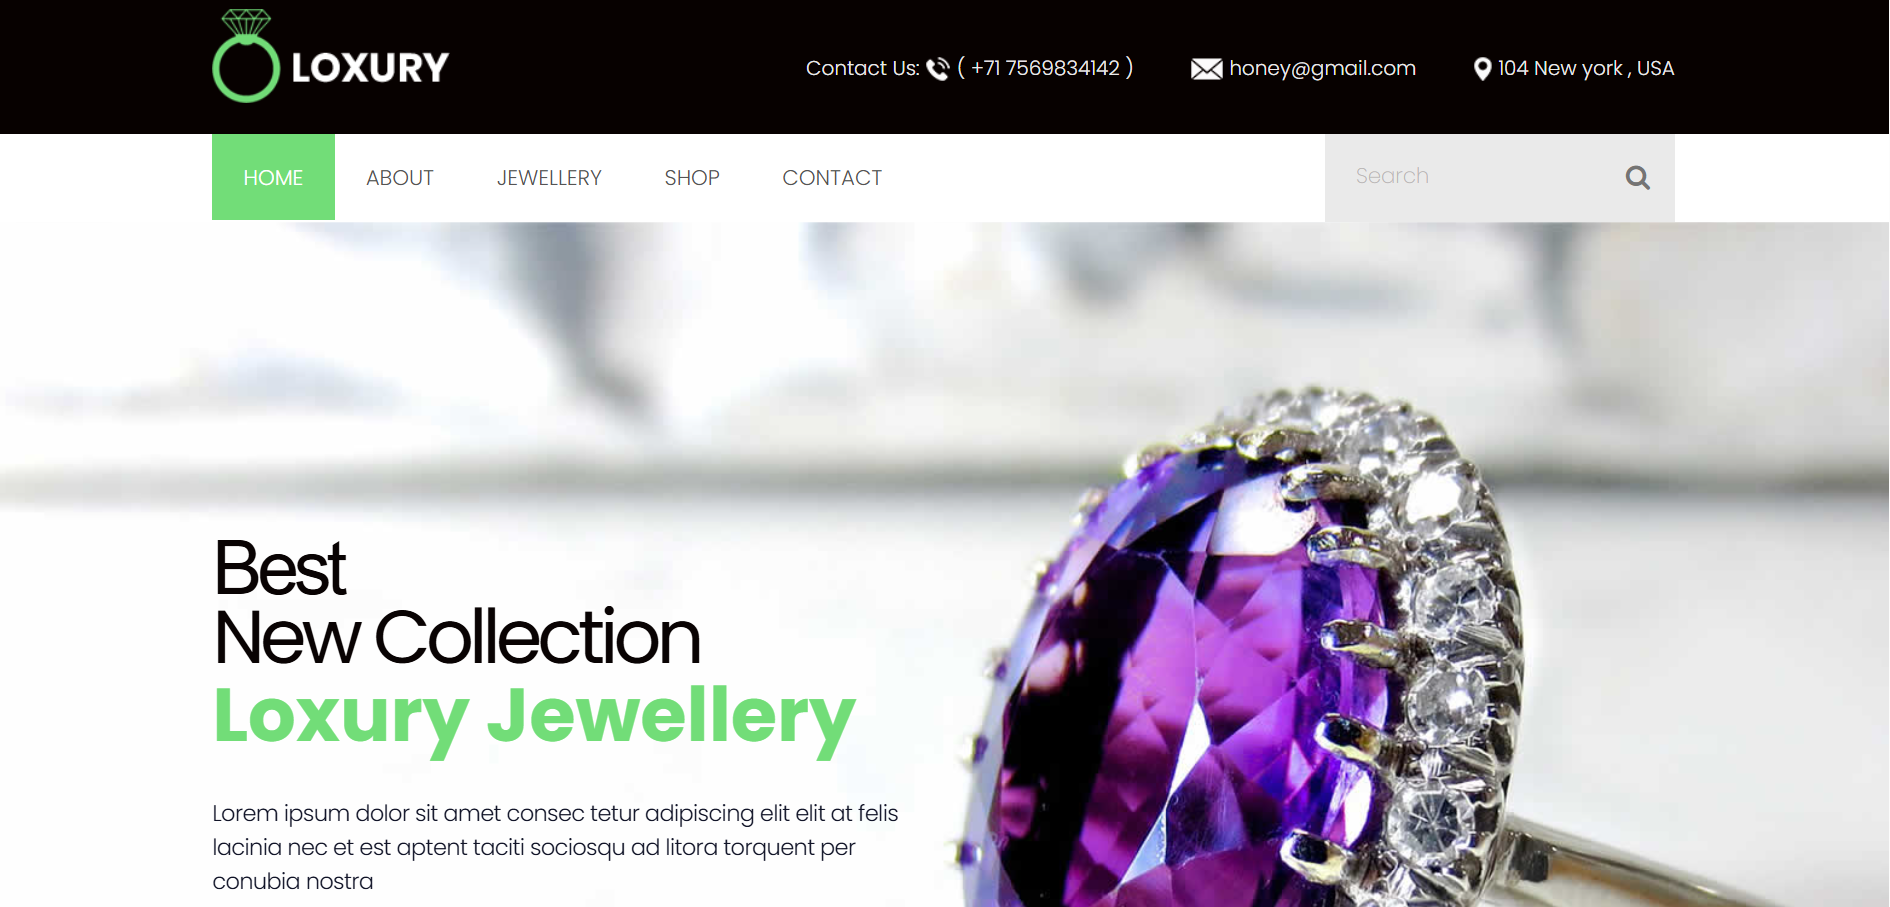 LOXURY
Contact Us: ( +71 7569834142 ) honey@gmail.com 104 New york , USA
HOME ABOUT JEWELLERY SHOP CONTACT Search
Best
New Collection
Loxury Jewellery
Lorem ipsum dolor sit amet consec tetur adipiscing elit elit at felis
lacinia nec et est aptent taciti sociosqu ad litora torquent per
conubia nostra